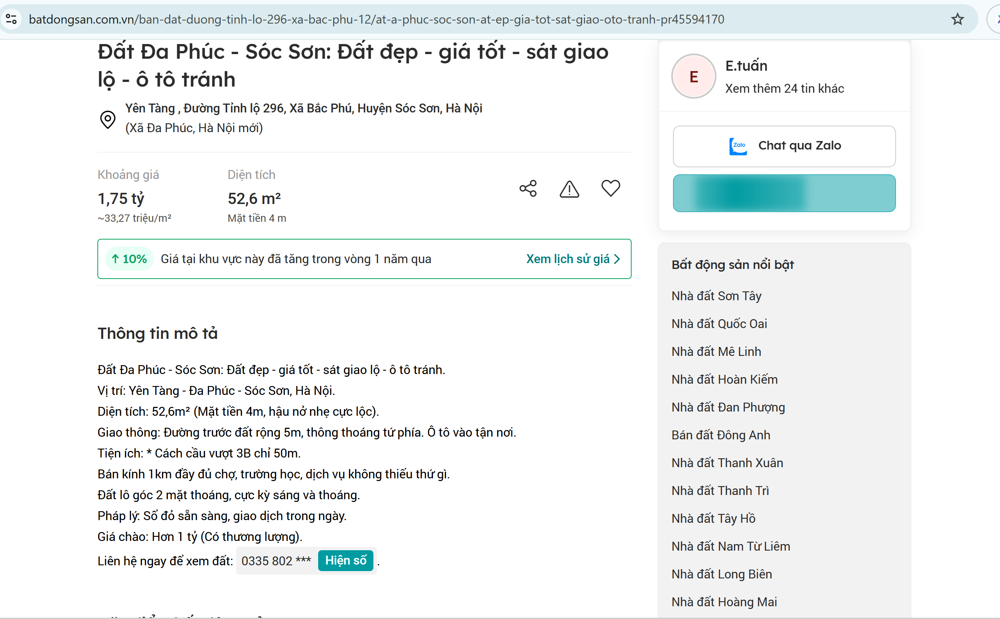 batdongsan.com.vn/ban-dat-duong-tinh-lo-296-xa-bac-phu-12/at-a-phuc-soc-son-at-ep-gia-tot-sat-giao-oto-tranh-pr45594170
Đất Đa Phúc - Sóc Sơn: Đất đẹp - giá tốt - sát giao
lộ - ô tô tránh
Yên Tàng , Đường Tỉnh lộ 296, Xã Bắc Phú, Huyện Sóc Sơn, Hà Nội
(Xã Đa Phúc, Hà Nội mới)
Khoảng giá
1,75 tỷ
~33,27 triệu/m²
Diện tích
52,6 m²
Mặt tiền 4 m
10%
Giá tại khu vực này đã tăng trong vòng 1 năm qua
Xem lịch sử giá
Thông tin mô tả
Đất Đa Phúc - Sóc Sơn: Đất đẹp - giá tốt - sát giao lộ - ô tô tránh.
Vị trí: Yên Tàng - Đa Phúc - Sóc Sơn, Hà Nội.
Diện tích: 52,6m² (Mặt tiền 4m, hậu nở nhẹ cực lộc).
Giao thông: Đường trước đất rộng 5m, thông thoáng tứ phía. Ô tô vào tận nơi.
Tiện ích: * Cách cầu vượt 3B chỉ 50m.
Bán kính 1km đầy đủ chợ, trường học, dịch vụ không thiếu thứ gì.
Đất lô góc 2 mặt thoáng, cực kỳ sáng và thoáng.
Pháp lý: Sổ đỏ sẵn sàng, giao dịch trong ngày.
Giá chào: Hơn 1 tỷ (Có thương lượng).
Liên hệ ngay để xem đất: 0335 802 *** Hiện số .
E
E.tuấn
Xem thêm 24 tin khác
Zalo
Chat qua Zalo
Bất động sản nổi bật
Nhà đất Sơn Tây
Nhà đất Quốc Oai
Nhà đất Mê Linh
Nhà đất Hoàn Kiếm
Nhà đất Đan Phượng
Bán đất Đông Anh
Nhà đất Thanh Xuân
Nhà đất Thanh Trì
Nhà đất Tây Hồ
Nhà đất Nam Từ Liêm
Nhà đất Long Biên
Nhà đất Hoàng Mai